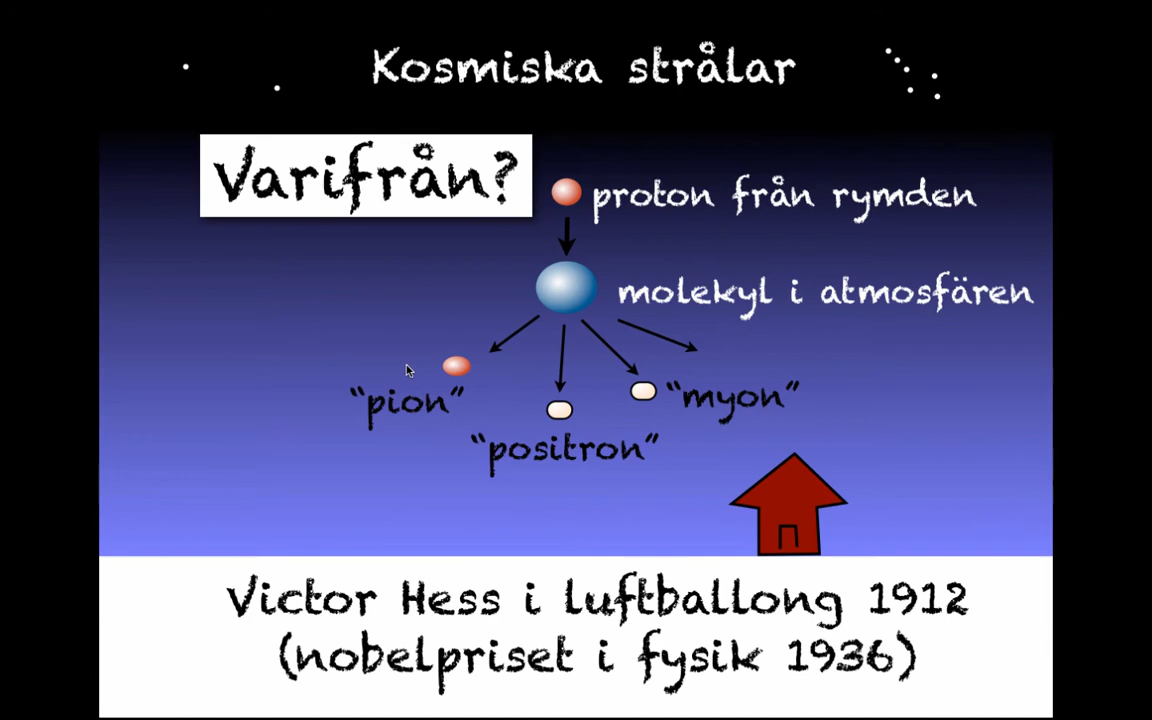 Kosmiska strålar
Varifrån?
proton från rymden
molekyl i atmosfären
"pion"
"myon"
"positron"
Victor Hess i luftballong 1912
(nobelpriset i fysik 1936)